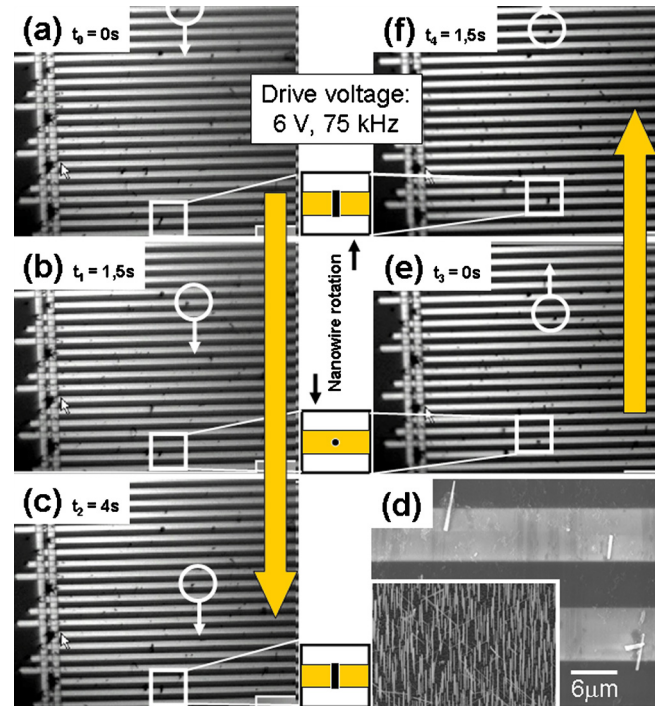 (a) t₀ = 0s
(f) t₄ = 1,5s
Drive voltage:
6 V, 75 kHz
(b) t₁ = 1,5s
(e) t₃ = 0s
Nanowire rotation
(c) t₂ = 4s
(d)
6μm